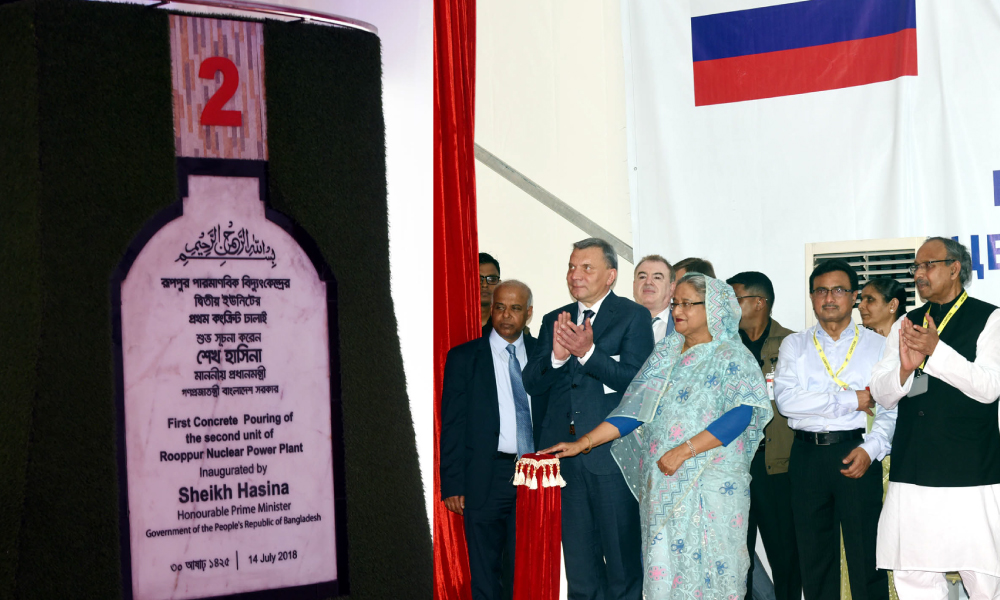 2
بسم الله الرحمن الرحيم
রূপপুর পারমাণবিক বিদ্যুৎকেন্দ্রের
দ্বিতীয় ইউনিটের
প্রথম কংক্রিট ঢালাই
শুভ সূচনা করেন
শেখ হাসিনা
মাননীয় প্রধানমন্ত্রী
গণপ্রজাতন্ত্রী বাংলাদেশ সরকার
First Concrete Pouring of
the second unit of
Rooppur Nuclear Power Plant
Inaugurated by
Sheikh Hasina
Honourable Prime Minister
Government of the People's Republic of Bangladesh
৩০ আষাঢ় ১৪২৫ | 14 July 2018